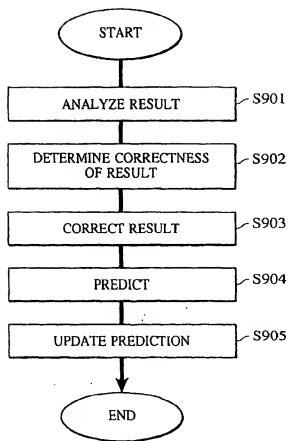 START
ANALYZE RESULT
S901
DETERMINE CORRECTNESS
OF RESULT
S902
CORRECT RESULT
S903
PREDICT
S904
UPDATE PREDICTION
S905
END